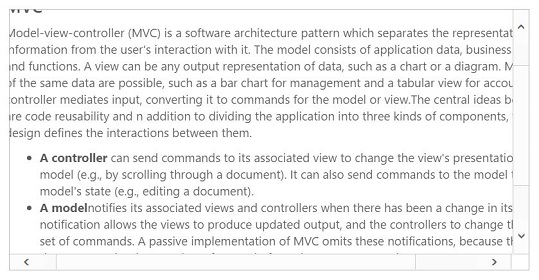 MVC
Model-view-controller (MVC) is a software architecture pattern which separates the representat
nformation from the user's interaction with it. The model consists of application data, business
and functions. A view can be any output representation of data, such as a chart or a diagram. M
of the same data are possible, such as a bar chart for management and a tabular view for accou
controller mediates input, converting it to commands for the model or view.The central ideas b
are code reusability and n addition to dividing the application into three kinds of components,
design defines the interactions between them.
• A controller can send commands to its associated view to change the view's presentatio
model (e.g., by scrolling through a document). It can also send commands to the model
model's state (e.g., editing a document).
• A modelnotifies its associated views and controllers when there has been a change in its
notification allows the views to produce updated output, and the controllers to change t
set of commands. A passive implementation of MVC omits these notifications, because th